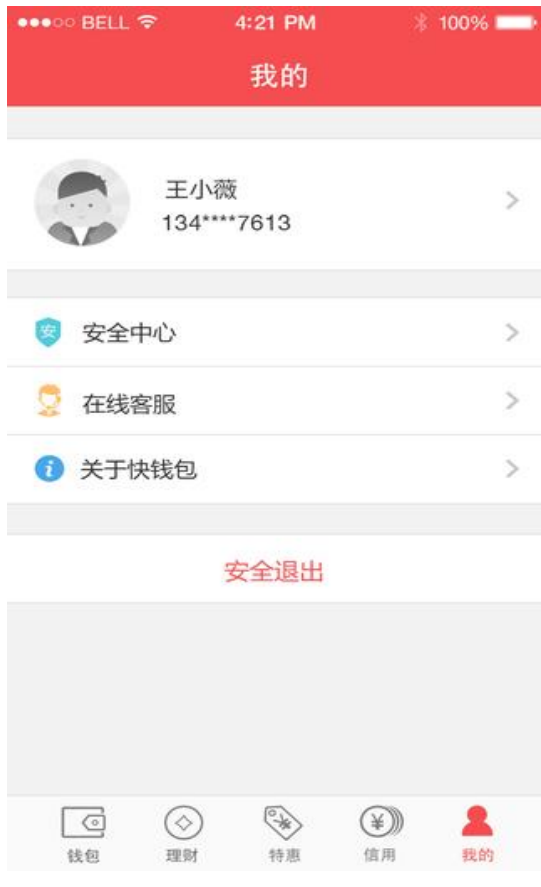 BELL 4:21 PM 100%
我的
王小薇
134****7613
安 安全中心
在线客服
i 关于快钱包
安全退出
钱包 理财 特惠 信用 我的